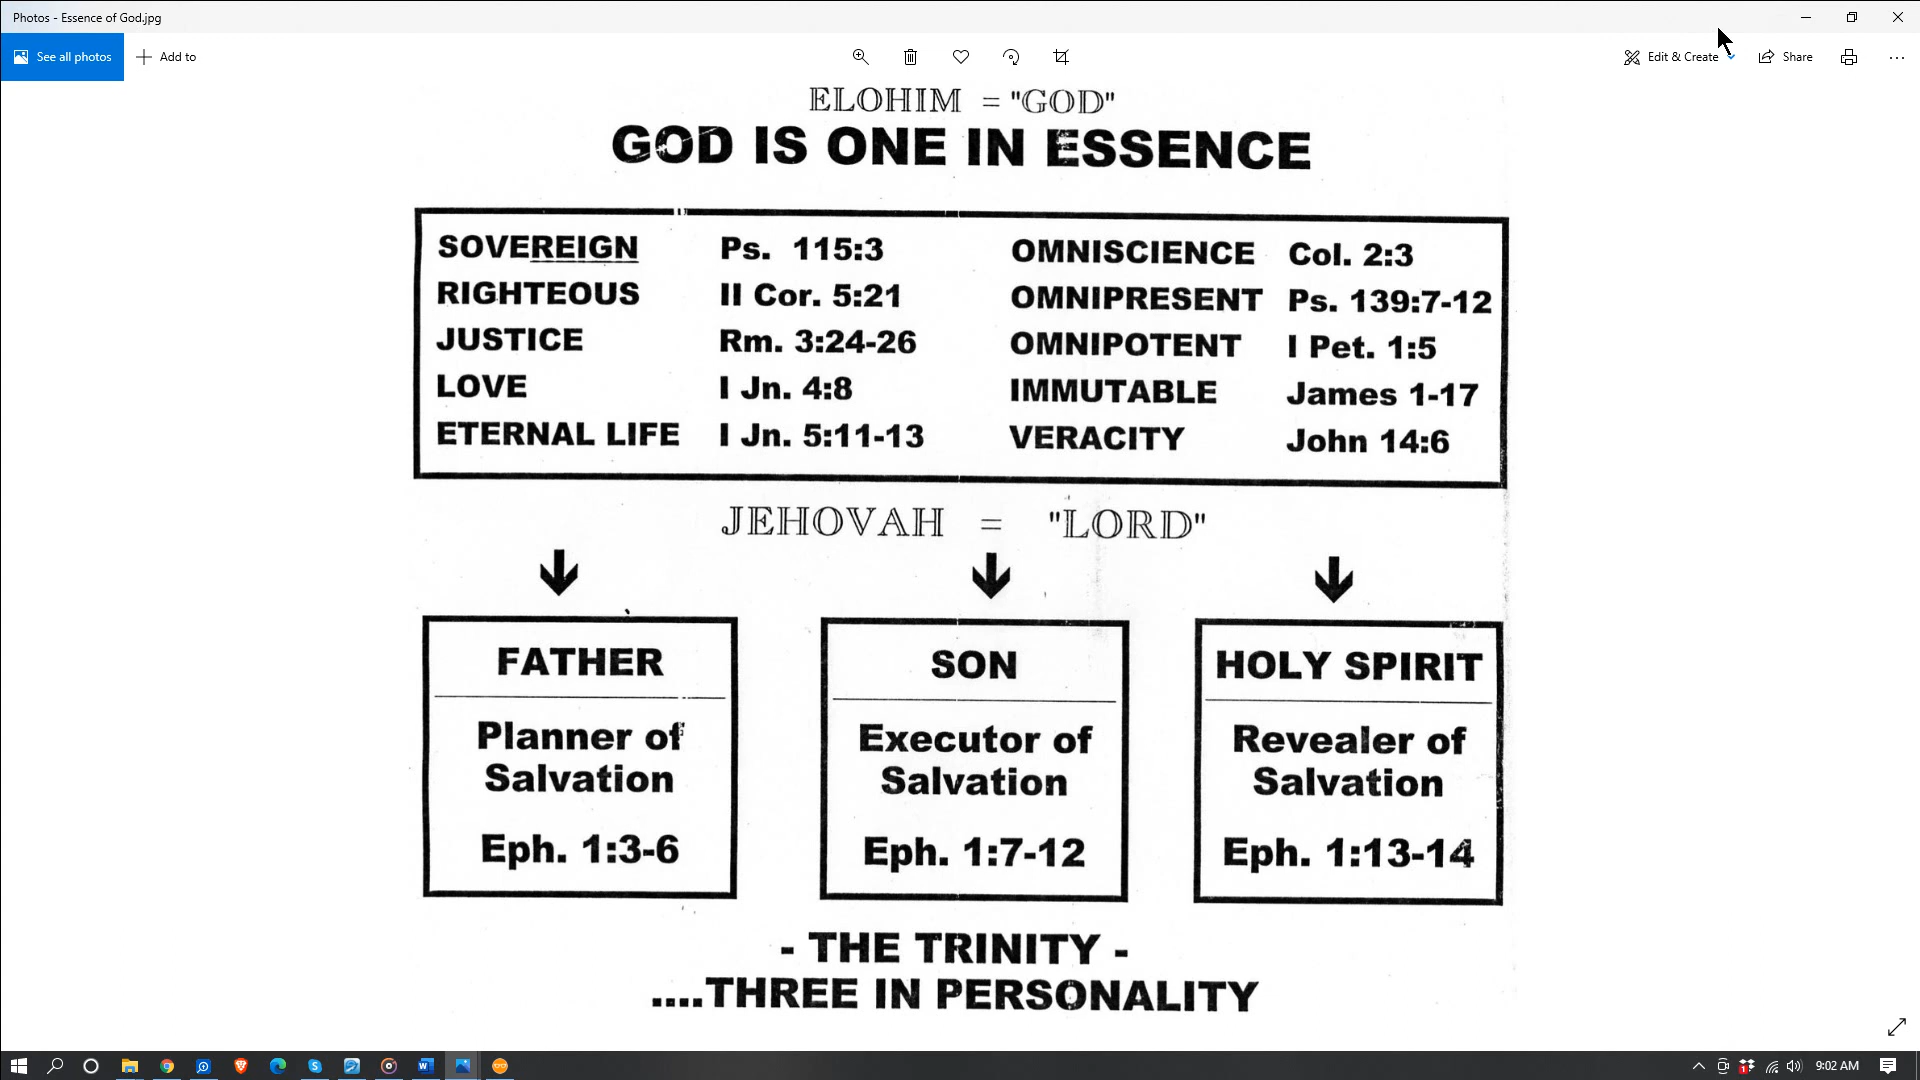 Photos - Essence of God.jpg
See all photos
Add to
Edit & Create
Share
ELOHIM = "GOD"
GOD IS ONE IN ESSENCE
SOVEREIGN Ps. 115:3 OMNISCIENCE Col. 2:3
RIGHTEOUS II Cor. 5:21 OMNIPRESENT Ps. 139:7-12
JUSTICE Rm. 3:24-26 OMNIPOTENT I Pet. 1:5
LOVE I Jn. 4:8 IMMUTABLE James 1-17
ETERNAL LIFE I Jn. 5:11-13 VERACITY John 14:6
JEHOVAH = "LORD"
FATHER
Planner of
Salvation
Eph. 1:3-6
SON
Executor of
Salvation
Eph. 1:7-12
HOLY SPIRIT
Revealer of
Salvation
Eph. 1:13-14
- THE TRINITY -
....THREE IN PERSONALITY
9:02 AM